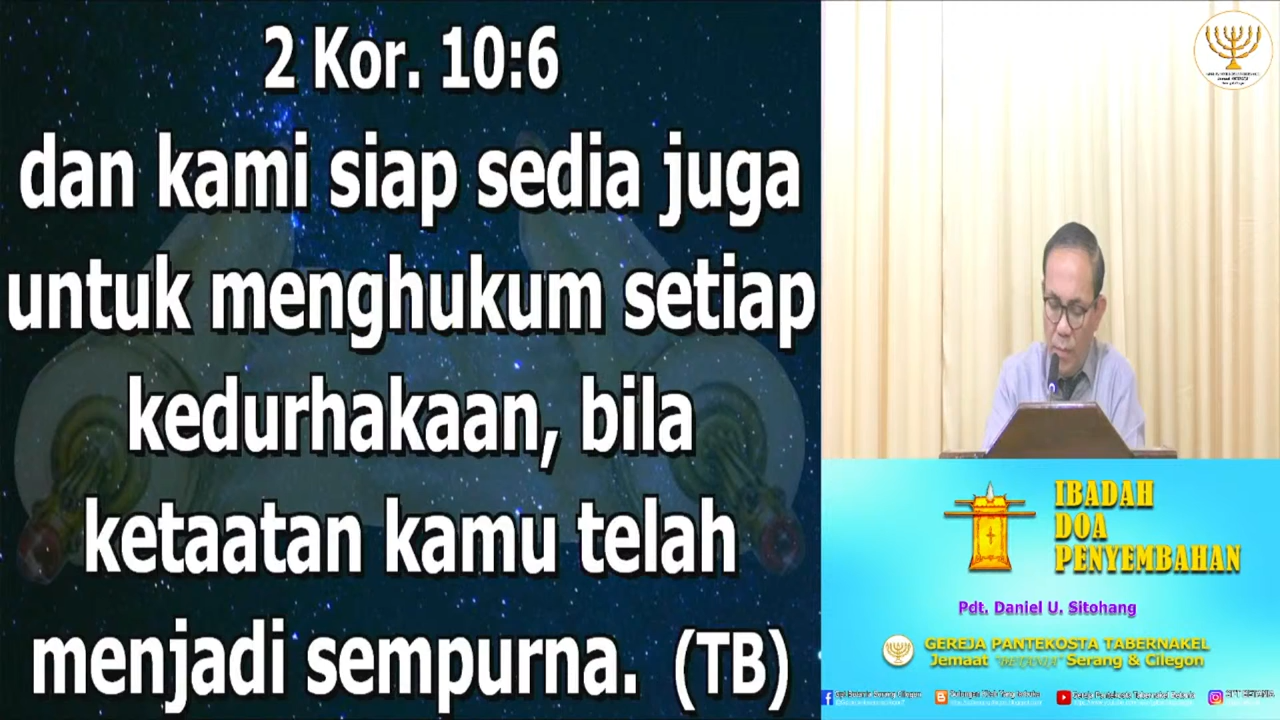 2 Kor. 10:6
dan kami siap sedia juga
untuk menghukum setiap
kedurhakaan, bila
ketaatan kamu telah
menjadi sempurna. (TB)
IBADAH
DOA
PENYEMBAHAN
Pdt. Daniel U. Sitohang
GEREJA PANTEKOSTA TABERNAKEL
Jemaat "BETANIA" Serang & Cilegon